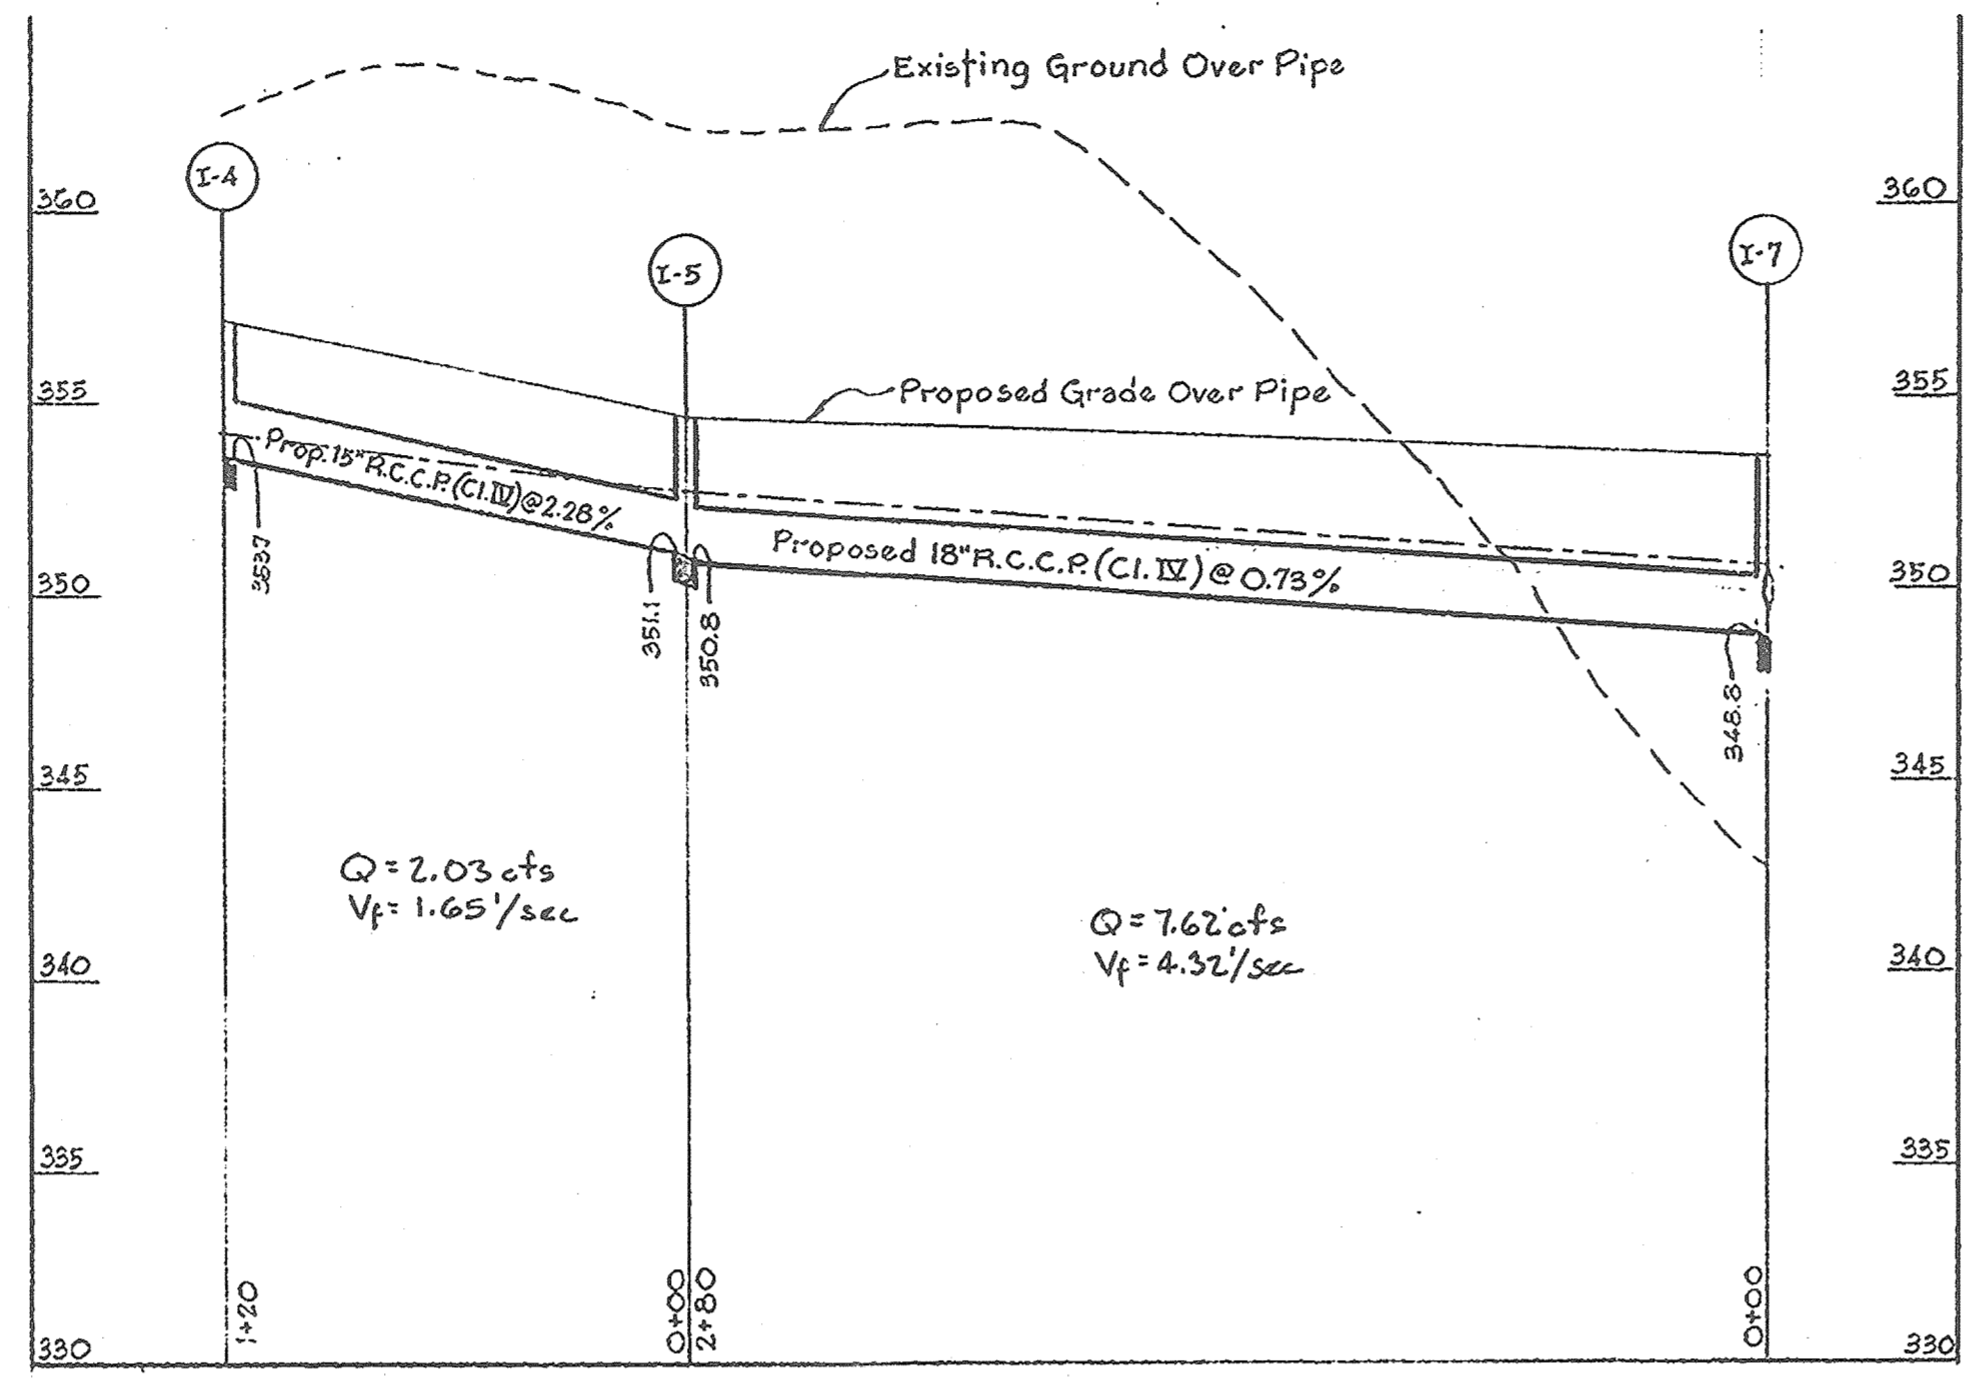 Existing Ground Over Pipe
I-4
360
360
I-5
I-7
355
Proposed Grade Over Pipe
355
Prop. 15" R.C.C.P. (Cl. IV) @ 2.28%
Proposed 18" R.C.C.P. (Cl. IV) @ 0.73%
353.7
350
351.1
350.8
350
348.8
345
345
Q = 2.03 cfs
Vf = 1.65'/sec
Q = 7.62 cfs
Vf = 4.32'/sec
340
340
335
335
1+20
0+00
2+80
0+00
330
330